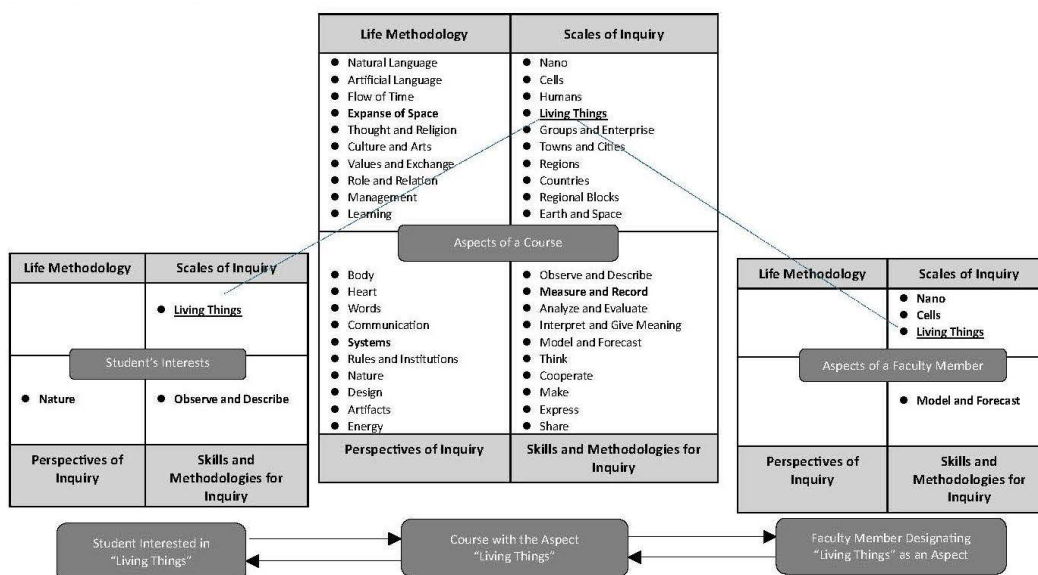 Life Methodology
Scales of Inquiry
Natural Language
Artificial Language
Flow of Time
Expanse of Space
Thought and Religion
Culture and Arts
Values and Exchange
Role and Relation
Management
Learning
Nano
Cells
Humans
Living Things
Groups and Enterprise
Towns and Cities
Regions
Countries
Regional Blocks
Earth and Space
Aspects of a Course
Body
Heart
Words
Communication
Systems
Rules and Institutions
Nature
Design
Artifacts
Energy
Observe and Describe
Measure and Record
Analyze and Evaluate
Interpret and Give Meaning
Model and Forecast
Think
Cooperate
Make
Express
Share
Perspectives of Inquiry
Skills and Methodologies for
Inquiry
Life Methodology
Scales of Inquiry
Living Things
Student's Interests
Nature
Observe and Describe
Perspectives of
Inquiry
Skills and
Methodologies for
Inquiry
Life Methodology
Scales of Inquiry
Nano
Cells
Living Things
Aspects of a Faculty Member
Model and Forecast
Perspectives of
Inquiry
Skills and
Methodologies for
Inquiry
Student Interested in
"Living Things"
Course with the Aspect
"Living Things"
Faculty Member Designating
"Living Things" as an Aspect